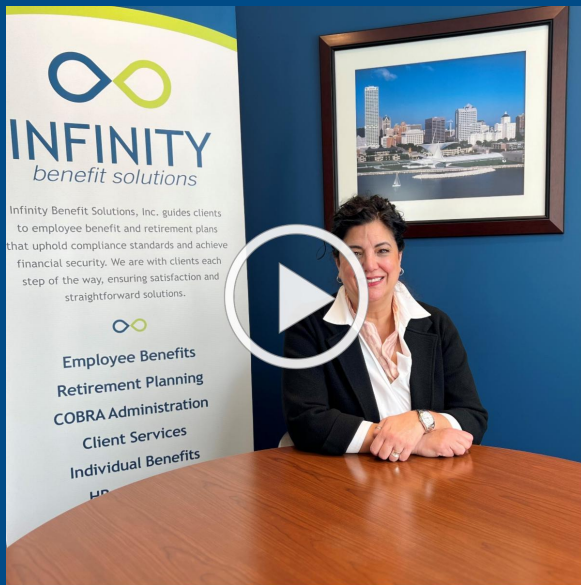 INFINITY
benefit solutions
Infinity Benefit Solutions, Inc. guides clients
to employee benefit and retirement plans
that uphold compliance standards and achieve
financial security. We are with clients each
step of the way, ensuring satisfaction and
straightforward solutions.
Employee Benefits
Retirement Planning
COBRA Administration
Client Services
Individual Benefits